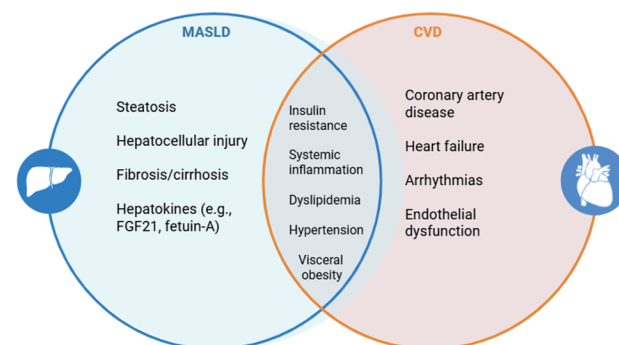 MASLD
CVD
Steatosis
Hepatocellular injury
Fibrosis/cirrhosis
Hepatokines (e.g.,
FGF21, fetuin-A)
Insulin
resistance
Systemic
inflammation
Dyslipidemia
Hypertension
Visceral
obesity
Coronary artery
disease
Heart failure
Arrhythmias
Endothelial
dysfunction